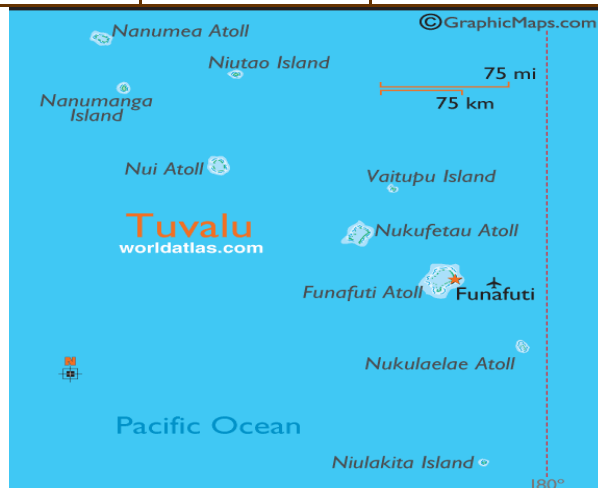 ©GraphicMaps.com
Nanumea Atoll
Niutao Island
75 mi
75 km
Nanumanga
Island
Nui Atoll
Vaitupu Island
Tuvalu
worldatlas.com
Nukufetau Atoll
Funafuti Atoll
Funafuti
Nukulaelae Atoll
N
Pacific Ocean
Niulakita Island
180°